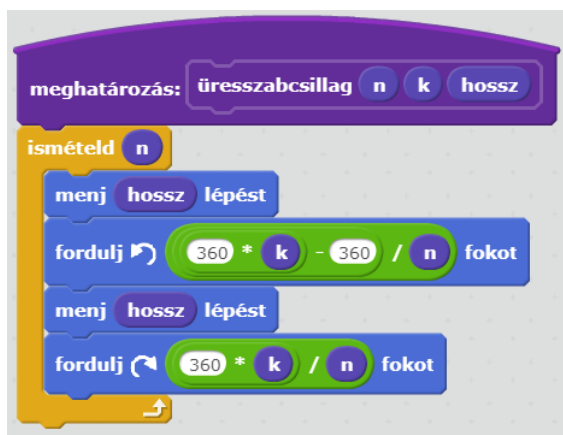 meghatározás: üresszabcsillag n k hossz
ismételd n
menj hossz lépést
fordulj 360 * k - 360 / n fokot
menj hossz lépést
fordulj 360 * k / n fokot